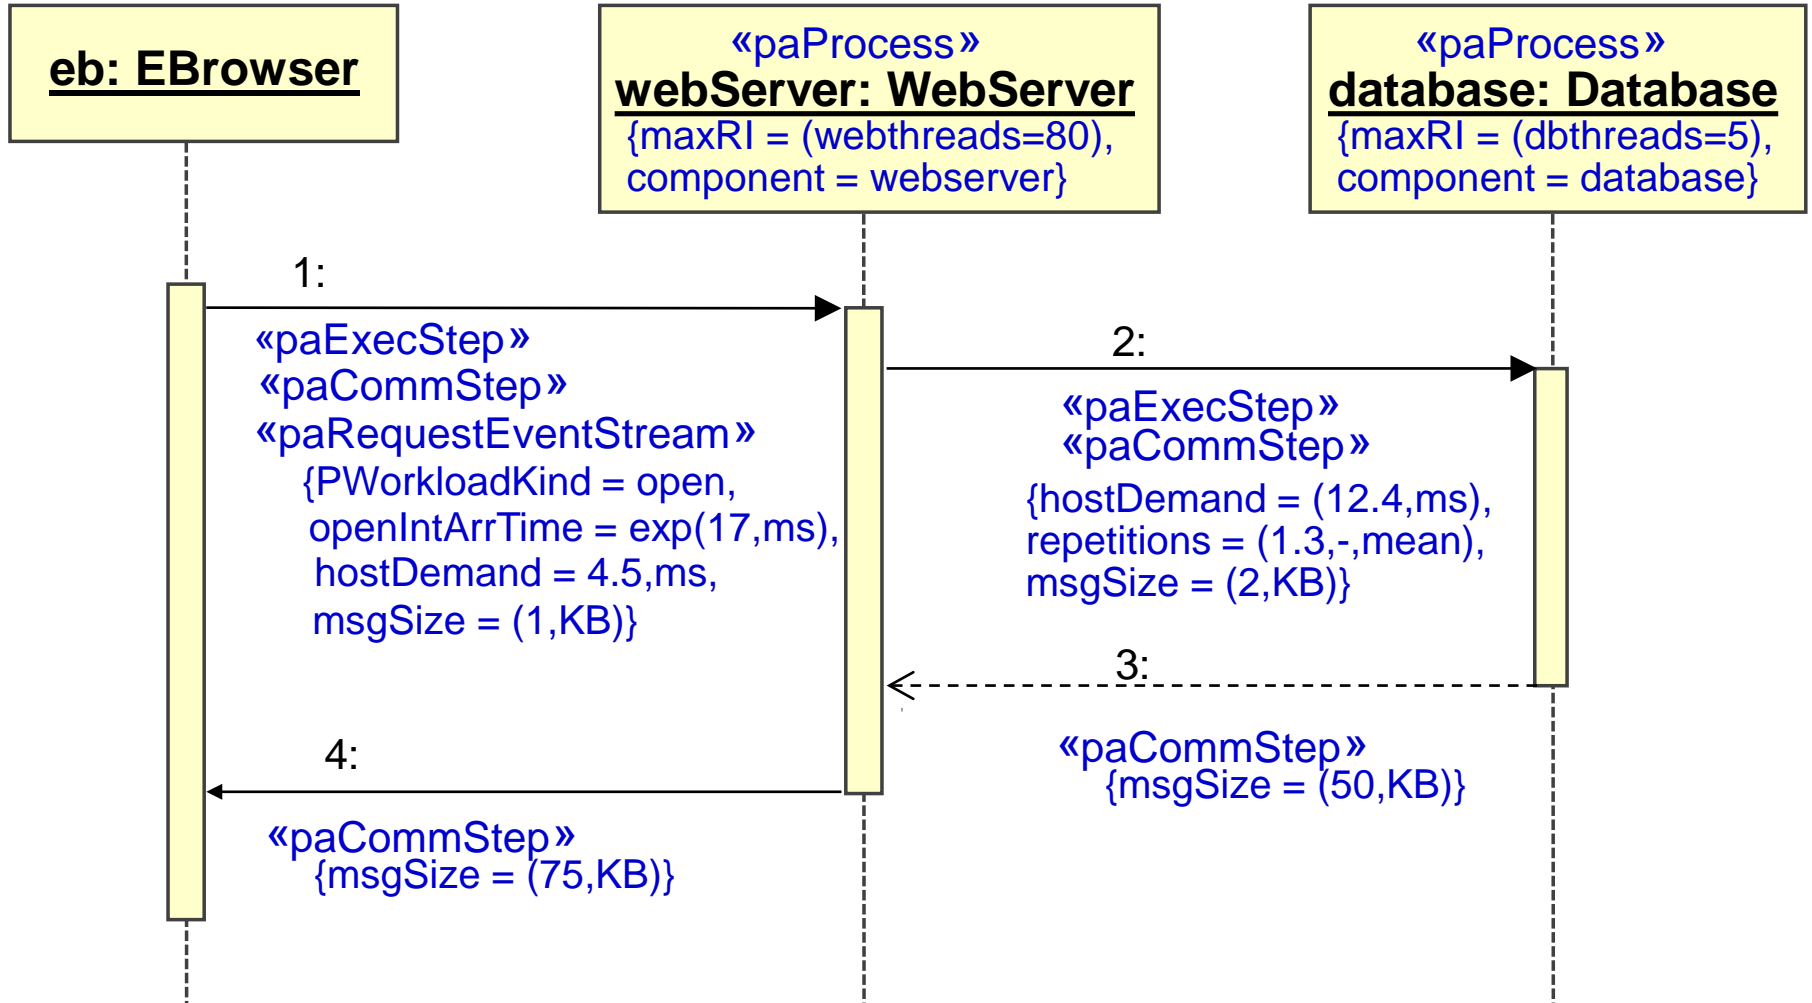 eb: EBrowser
«paProcess»
webServer: WebServer
{maxRI = (webthreads=80),
component = webserver}
«paProcess»
database: Database
{maxRI = (dbthreads=5),
component = database}
1:
«paExecStep»
«paCommStep»
«paRequestEventStream»
{PWorkloadKind = open,
openIntArrTime = exp(17,ms),
hostDemand = 4.5,ms,
msgSize = (1,KB)}
2:
«paExecStep»
«paCommStep»
{hostDemand = (12.4,ms),
repetitions = (1.3,-,mean),
msgSize = (2,KB)}
3:
«paCommStep»
{msgSize = (50,KB)}
4:
«paCommStep»
{msgSize = (75,KB)}